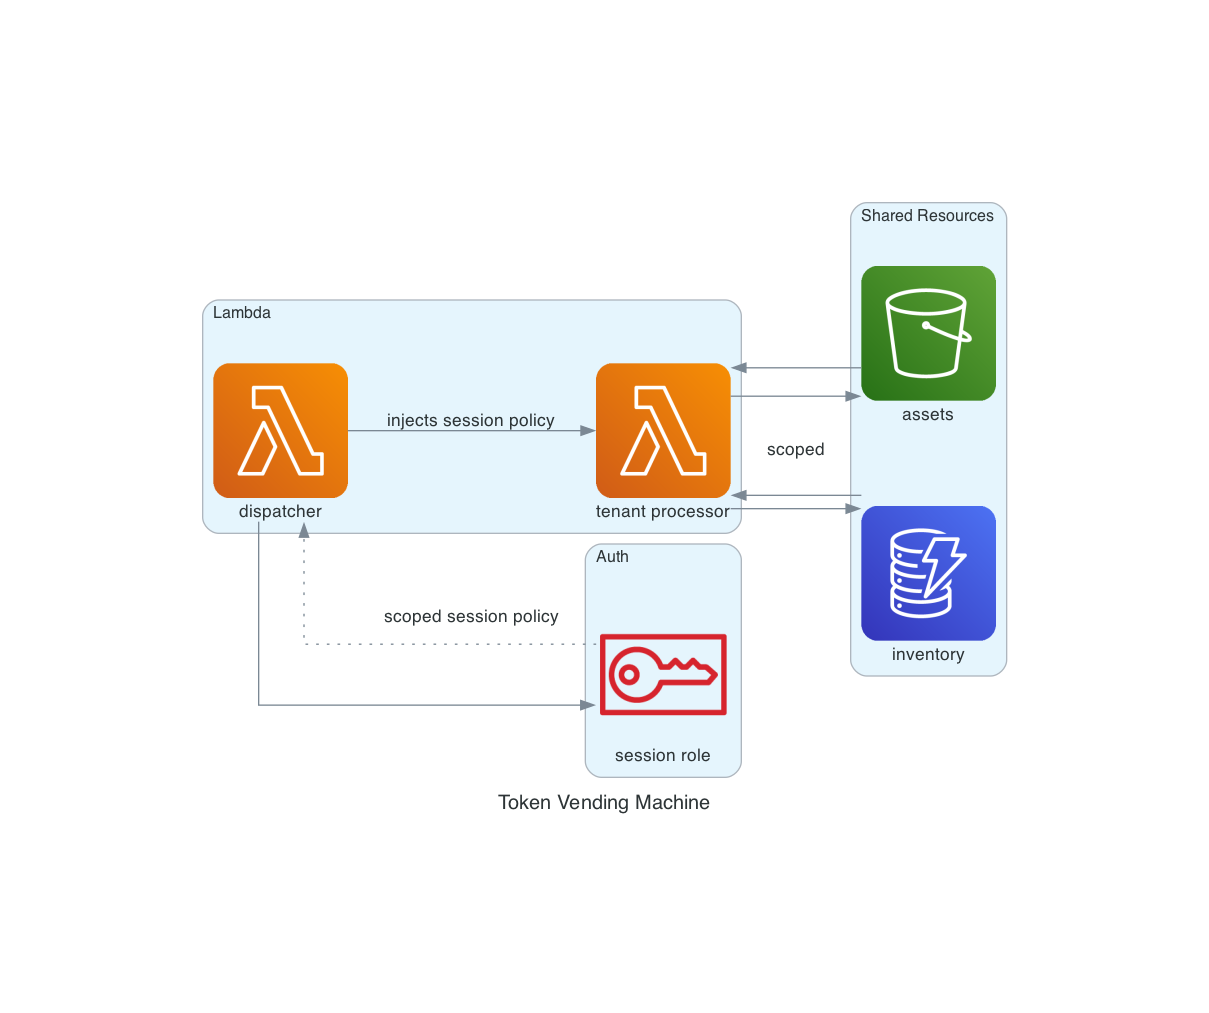 Shared Resources
assets
Lambda
injects session policy
scoped
dispatcher
tenant processor
Auth
scoped session policy
inventory
session role
Token Vending Machine